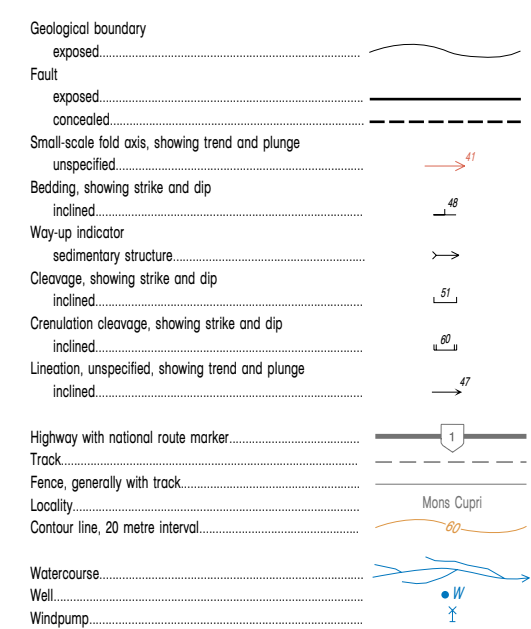 Geological boundary
exposed
Fault
exposed
concealed
Small-scale fold axis, showing trend and plunge
unspecified 41
Bedding, showing strike and dip
inclined 48
Way-up indicator
sedimentary structure
Cleavage, showing strike and dip
inclined 51
Crenulation cleavage, showing strike and dip
inclined 60
Lineation, unspecified, showing trend and plunge
inclined 47
Highway with national route marker 1
Track
Fence, generally with track
Locality Mons Cupri
Contour line, 20 metre interval 60
Watercourse
Well W
Windpump